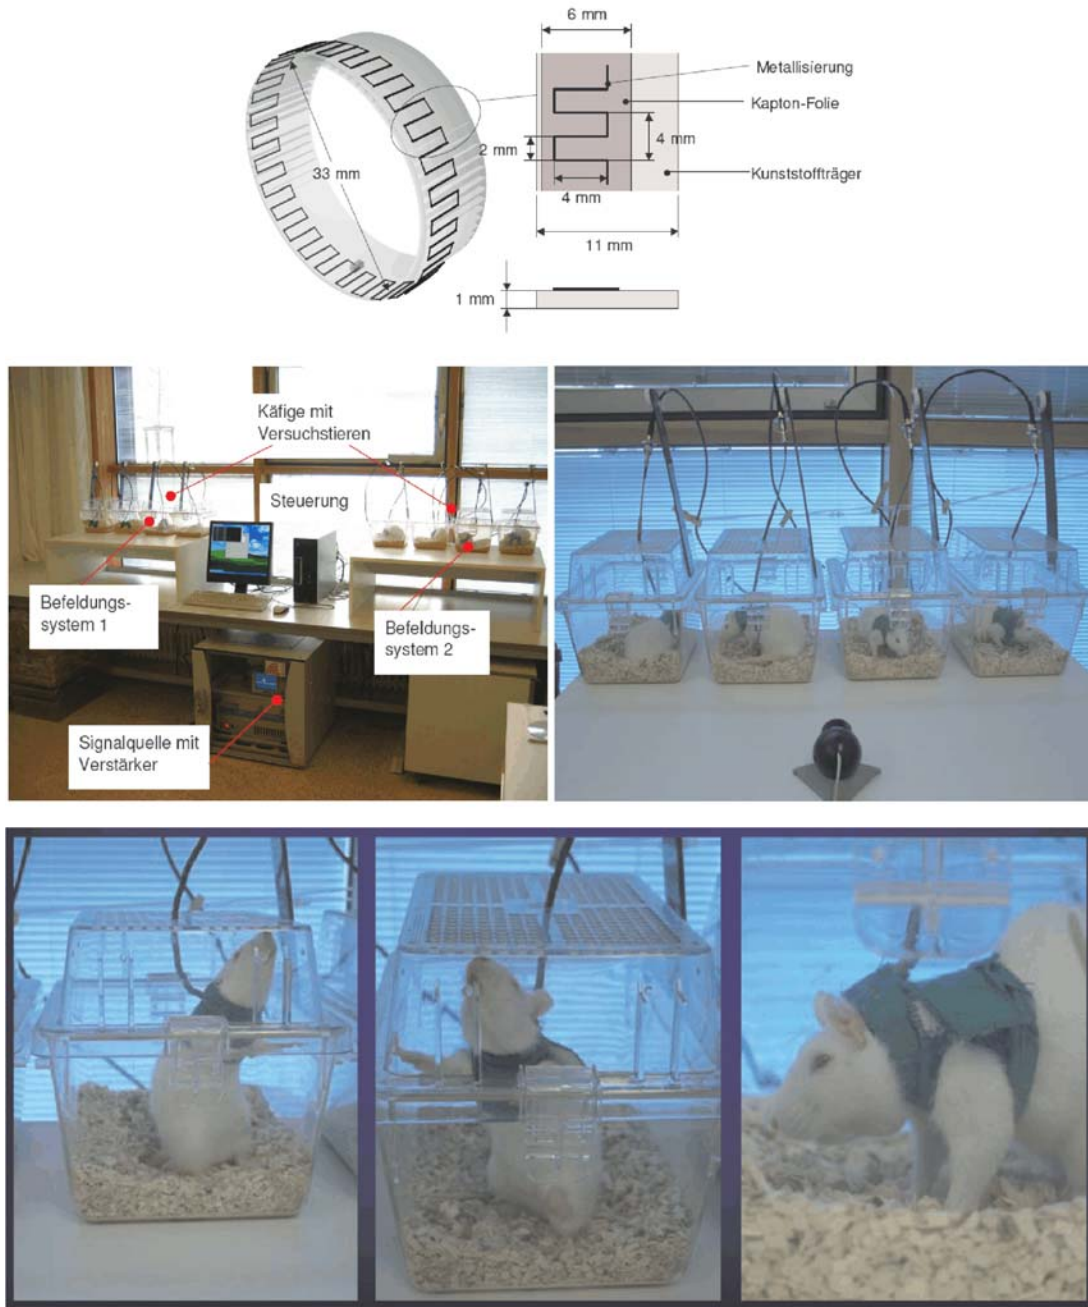 6 mm
Metallisierung
Kapton-Folie
4 mm
2 mm
33 mm
Kunststoffträger
4 mm
11 mm
1 mm
Käfige mit
Versuchstieren
Steuerung
Befeldungs-
system 1
Befeldungs-
system 2
Signalquelle mit
Verstärker